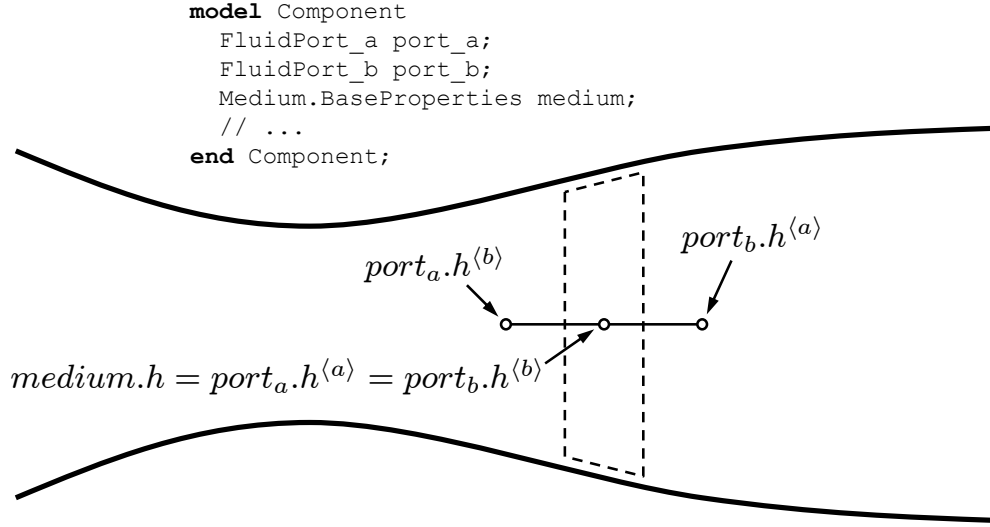 model Component
  FluidPort_a port_a;
  FluidPort_b port_b;
  Medium.BaseProperties medium;
  // ...
end Component;
port_b.h^⟨a⟩
port_a.h^⟨b⟩
medium.h = port_a.h^⟨a⟩ = port_b.h^⟨b⟩